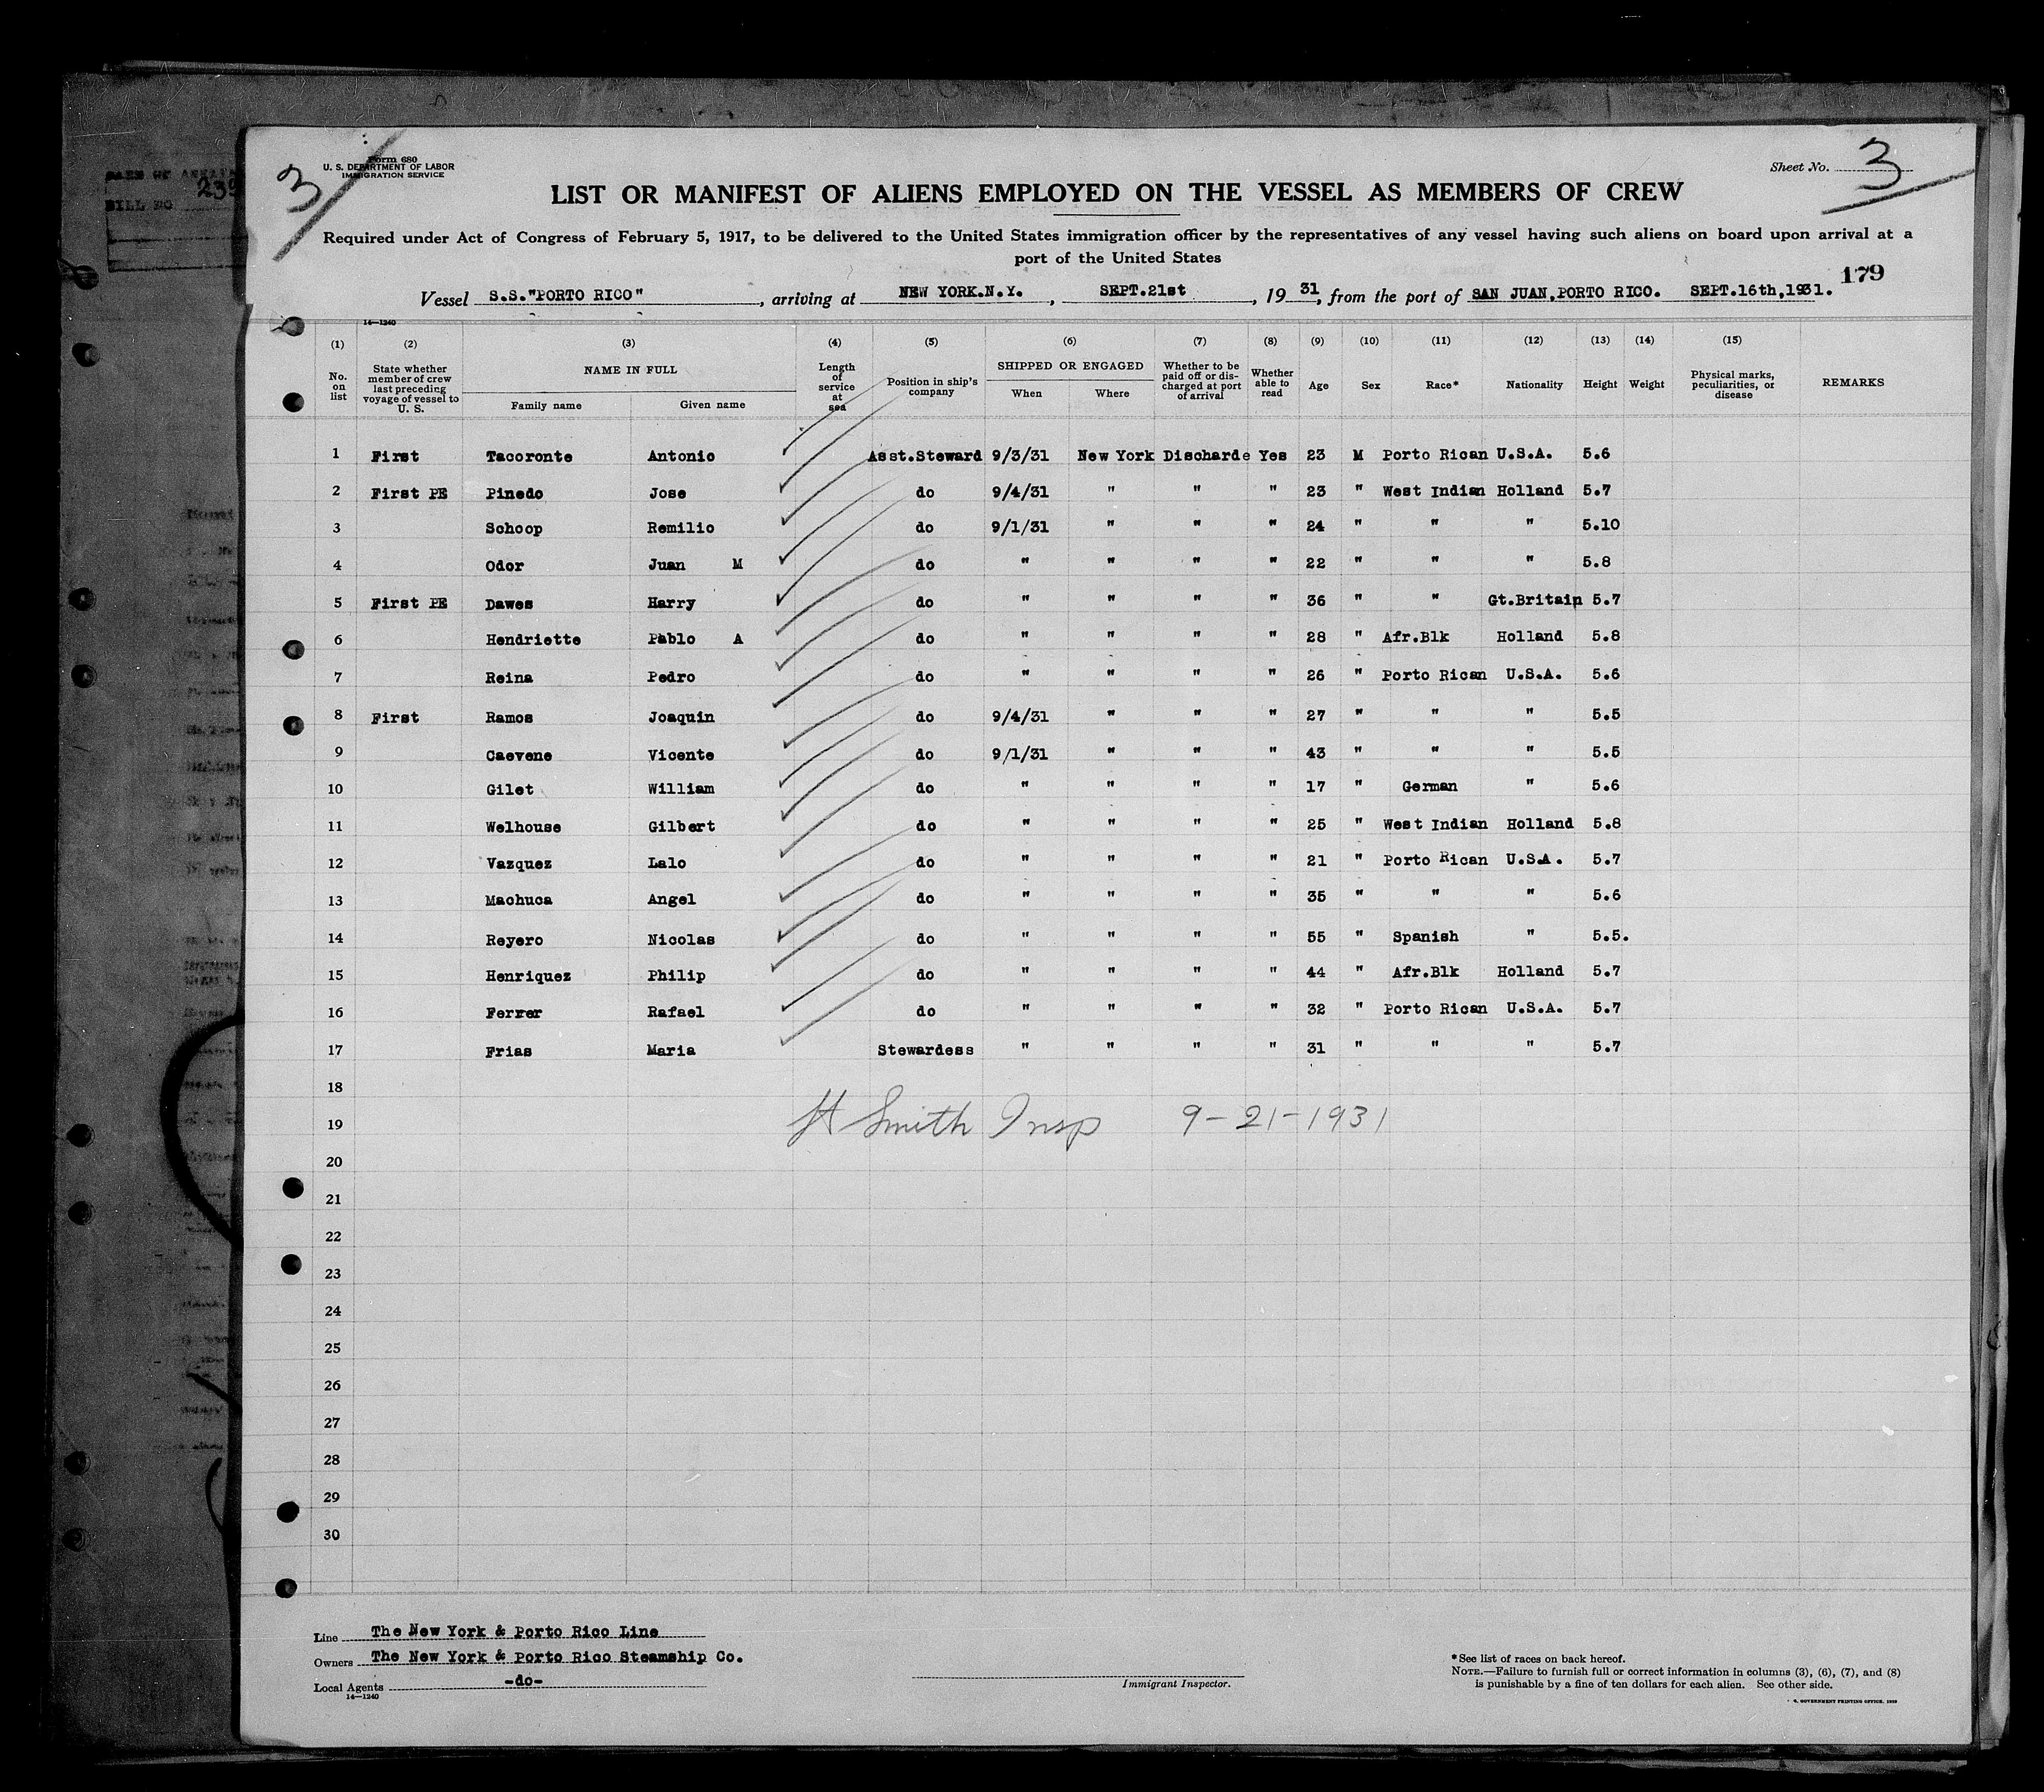 3
Form 680
U. S. DEPARTMENT OF LABOR
IMMIGRATION SERVICE
Sheet No. 3
LIST OR MANIFEST OF ALIENS EMPLOYED ON THE VESSEL AS MEMBERS OF CREW
Required under Act of Congress of February 5, 1917, to be delivered to the United States immigration officer by the representatives of any vessel having such aliens on board upon arrival at a
port of the United States
179
Vessel S.S."PORTO RICO", arriving at NEW YORK.N.Y., SEPT.21st, 1931, from the port of SAN JUAN,PORTO RICO. SEPT.16th,1931.
14—1240
(1) (2) (3) (4) (5) (6) (7) (8) (9) (10) (11) (12) (13) (14) (15)
No. on list State whether member of crew last preceding voyage of vessel to U. S. NAME IN FULL Family name Given name Length of service at sea Position in ship's company SHIPPED OR ENGAGED When Where Whether to be paid off or discharged at port of arrival Whether able to read Age Sex Race* Nationality Height Weight Physical marks, peculiarities, or disease REMARKS
1 First Tacoronte Antonio Asst.Steward 9/3/31 New York Discharde Yes 23 M Porto Rican U.S.A. 5.6
2 First PE Pinedo Jose do 9/4/31 " " " 23 " West Indian Holland 5.7
3 Schoop Remilio do 9/1/31 " " " 24 " " " 5.10
4 Odor Juan M do " " " " 22 " " " 5.8
5 First PE Dawes Harry do " " " " 36 " " Gt.Britain 5.7
6 Hendriette Pablo A do " " " " 28 " Afr.Blk Holland 5.8
7 Reina Pedro do " " " " 26 " Porto Rican U.S.A. 5.6
8 First Ramos Joaquin do 9/4/31 " " " 27 " " " 5.5
9 Caevene Vicente do 9/1/31 " " " 43 " " " 5.5
10 Gilet William do " " " " 17 " German " 5.6
11 Welhouse Gilbert do " " " " 25 " West Indian Holland 5.8
12 Vazquez Lalo do " " " " 21 " Porto Rican U.S.A. 5.7
13 Machuca Angel do " " " " 35 " " " 5.6
14 Reyero Nicolas do " " " " 55 " Spanish " 5.5.
15 Henriquez Philip do " " " " 44 " Afr.Blk Holland 5.7
16 Ferrer Rafael do " " " " 32 " Porto Rican U.S.A. 5.7
17 Frias Maria Stewardess " " " " 31 " " " 5.7
18
19 H Smith Insp 9-21-1931
20
21
22
23
24
25
26
27
28
29
30
Line The New York & Porto Rico Line
Owners The New York & Porto Rico Steamship Co.
Local Agents -do-
14—1240
Immigrant Inspector.
*See list of races on back hereof.
NOTE.—Failure to furnish full or correct information in columns (3), (6), (7), and (8)
is punishable by a fine of ten dollars for each alien. See other side.
GOVERNMENT PRINTING OFFICE